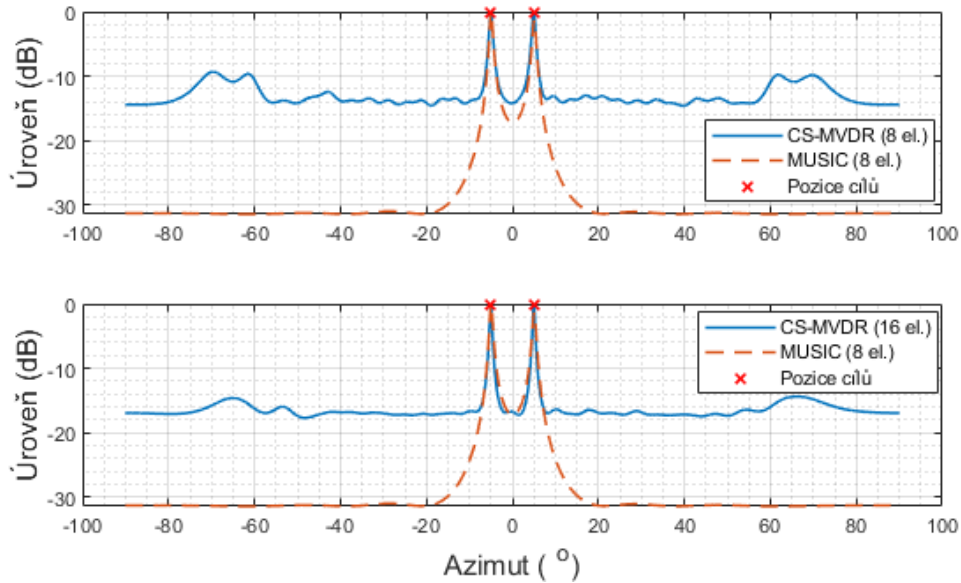 0
-10
-20
-30
Úroveň (dB)
CS-MVDR (8 el.)
MUSIC (8 el.)
Pozice cílů
-100 -80 -60 -40 -20 0 20 40 60 80 100
0
-10
-20
-30
Úroveň (dB)
CS-MVDR (16 el.)
MUSIC (8 el.)
Pozice cílů
-100 -80 -60 -40 -20 0 20 40 60 80 100
Azimut ( o)